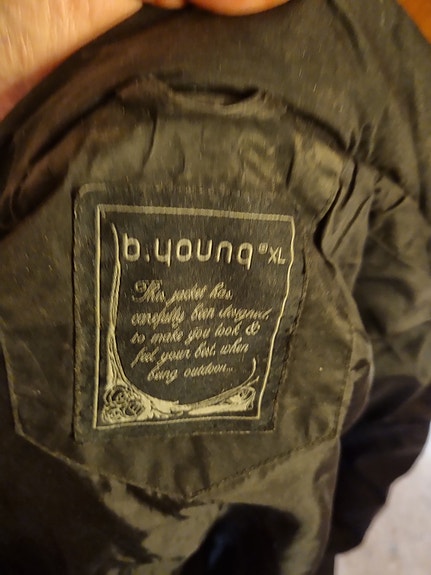 b.young® XL
This jacket has
carefully been designed,
to make you look &
feel your best when
being outdoor...